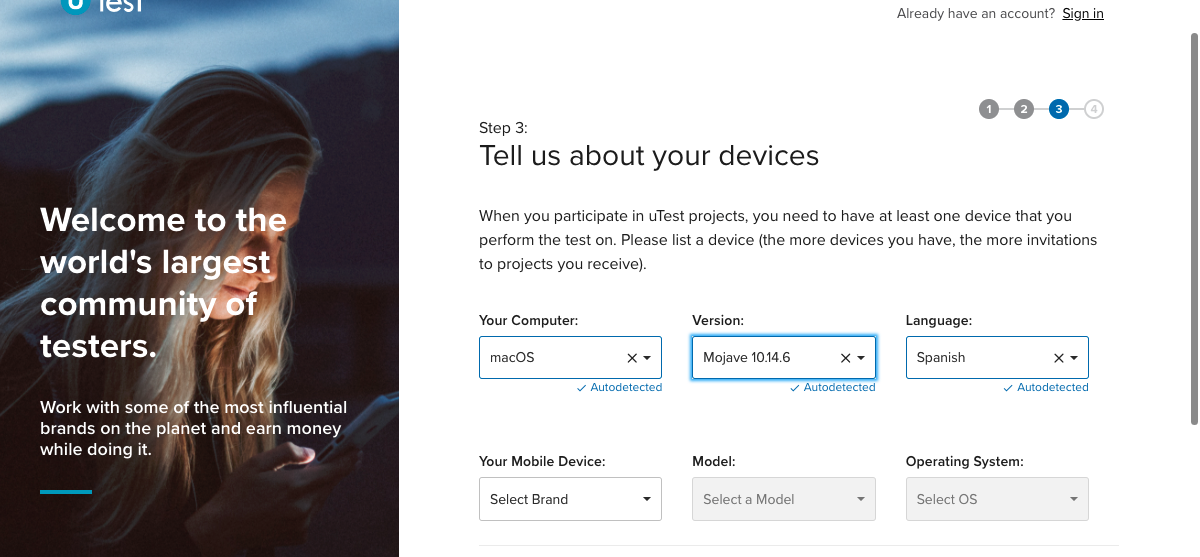 uTest
Already have an account? Sign in
1 2 3 4
Step 3:
Tell us about your devices
Welcome to the
world's largest
community of
testers.
Work with some of the most influential
brands on the planet and earn money
while doing it.
When you participate in uTest projects, you need to have at least one device that you
perform the test on. Please list a device (the more devices you have, the more invitations
to projects you receive).
Your Computer: Version: Language:
macOS Mojave 10.14.6 Spanish
Autodetected Autodetected Autodetected
Your Mobile Device: Model: Operating System:
Select Brand Select a Model Select OS